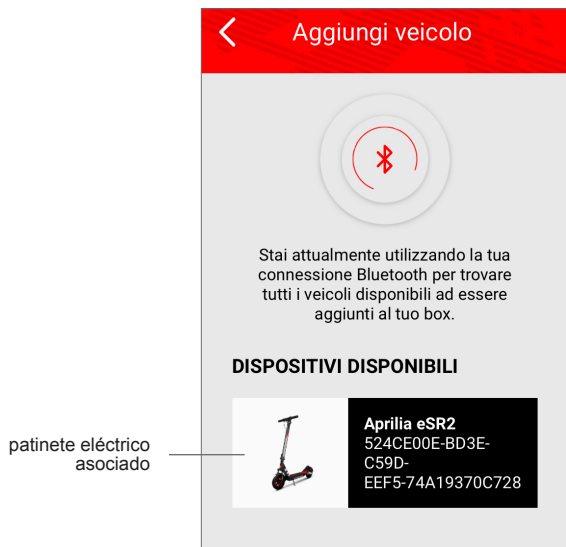 Aggiungi veicolo
Stai attualmente utilizzando la tua
connessione Bluetooth per trovare
tutti i veicoli disponibili ad essere
aggiunti al tuo box.
DISPOSITIVI DISPONIBILI
patinete eléctrico
asociado
Aprilia eSR2
524CE00E-BD3E-
C59D-
EEF5-74A19370C728